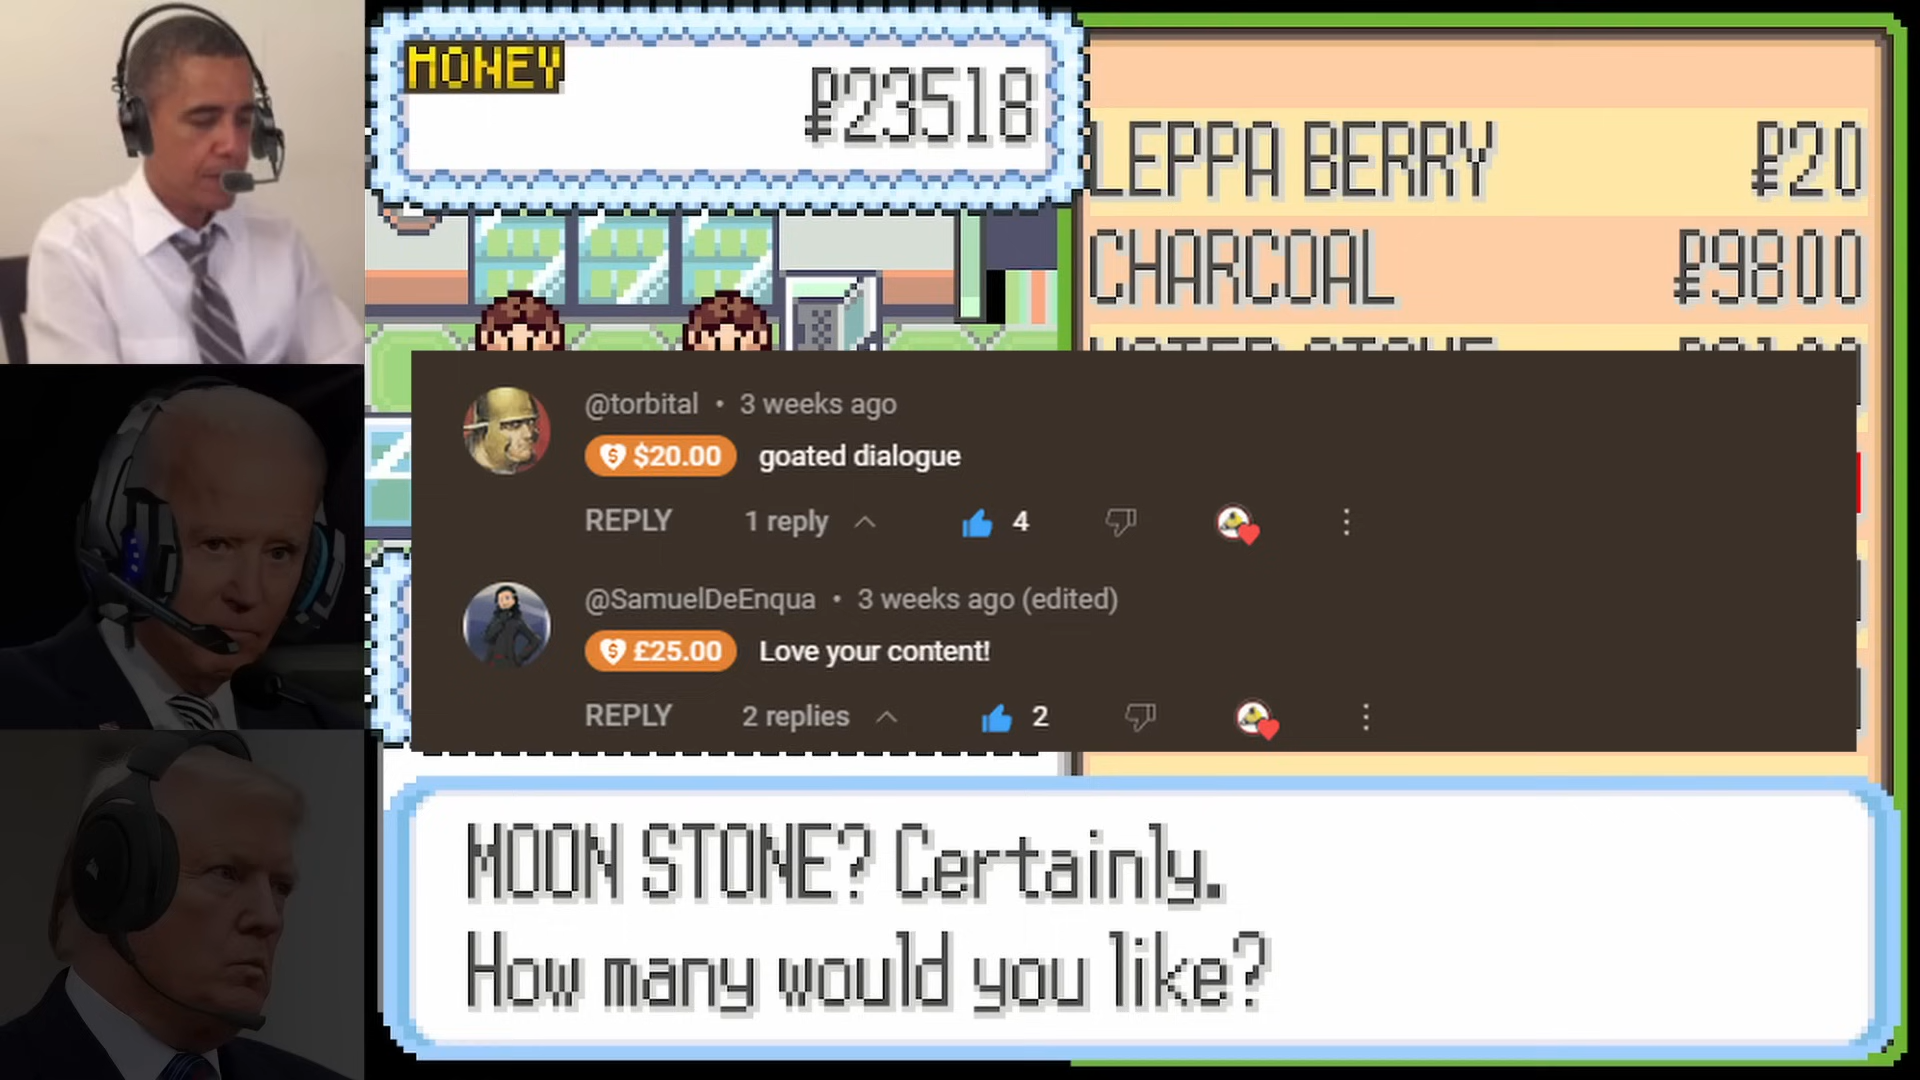 MONEY
₽23518
LEPPA BERRY ₽20
CHARCOAL ₽9800
@torbital • 3 weeks ago
$20.00 goated dialogue
REPLY 1 reply 4
@SamuelDeEnqua • 3 weeks ago (edited)
£25.00 Love your content!
REPLY 2 replies 2
MOON STONE? Certainly.
How many would you like?